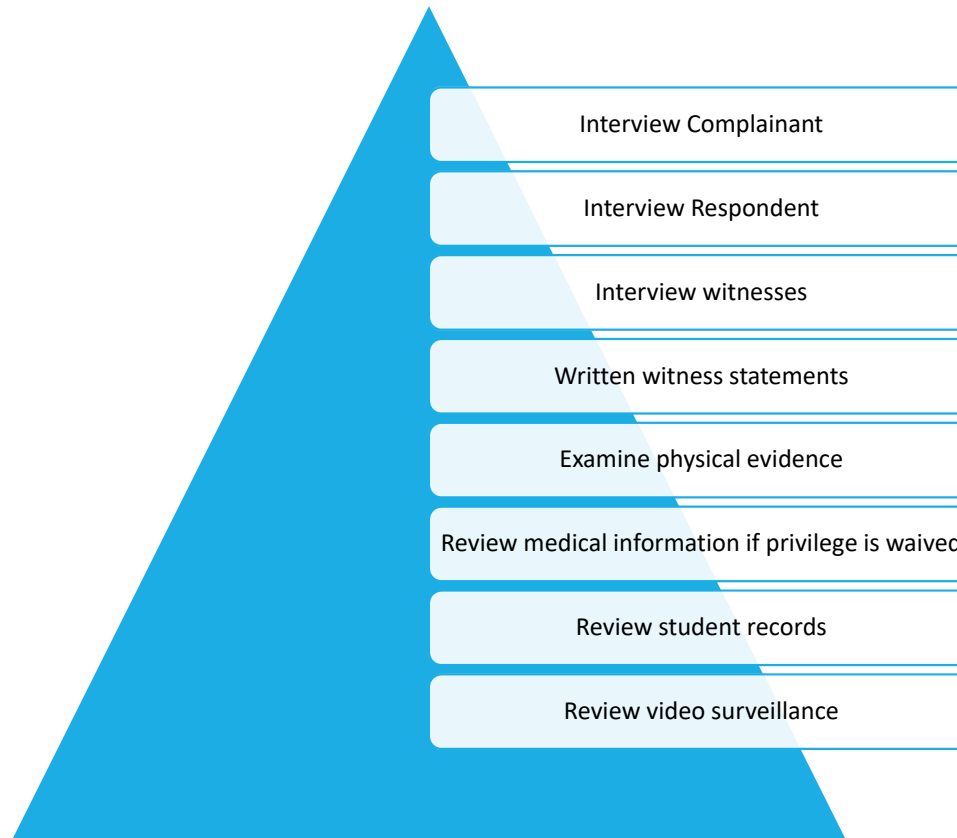 Interview Complainant
Interview Respondent
Interview witnesses
Written witness statements
Examine physical evidence
Review medical information if privilege is waived
Review student records
Review video surveillance